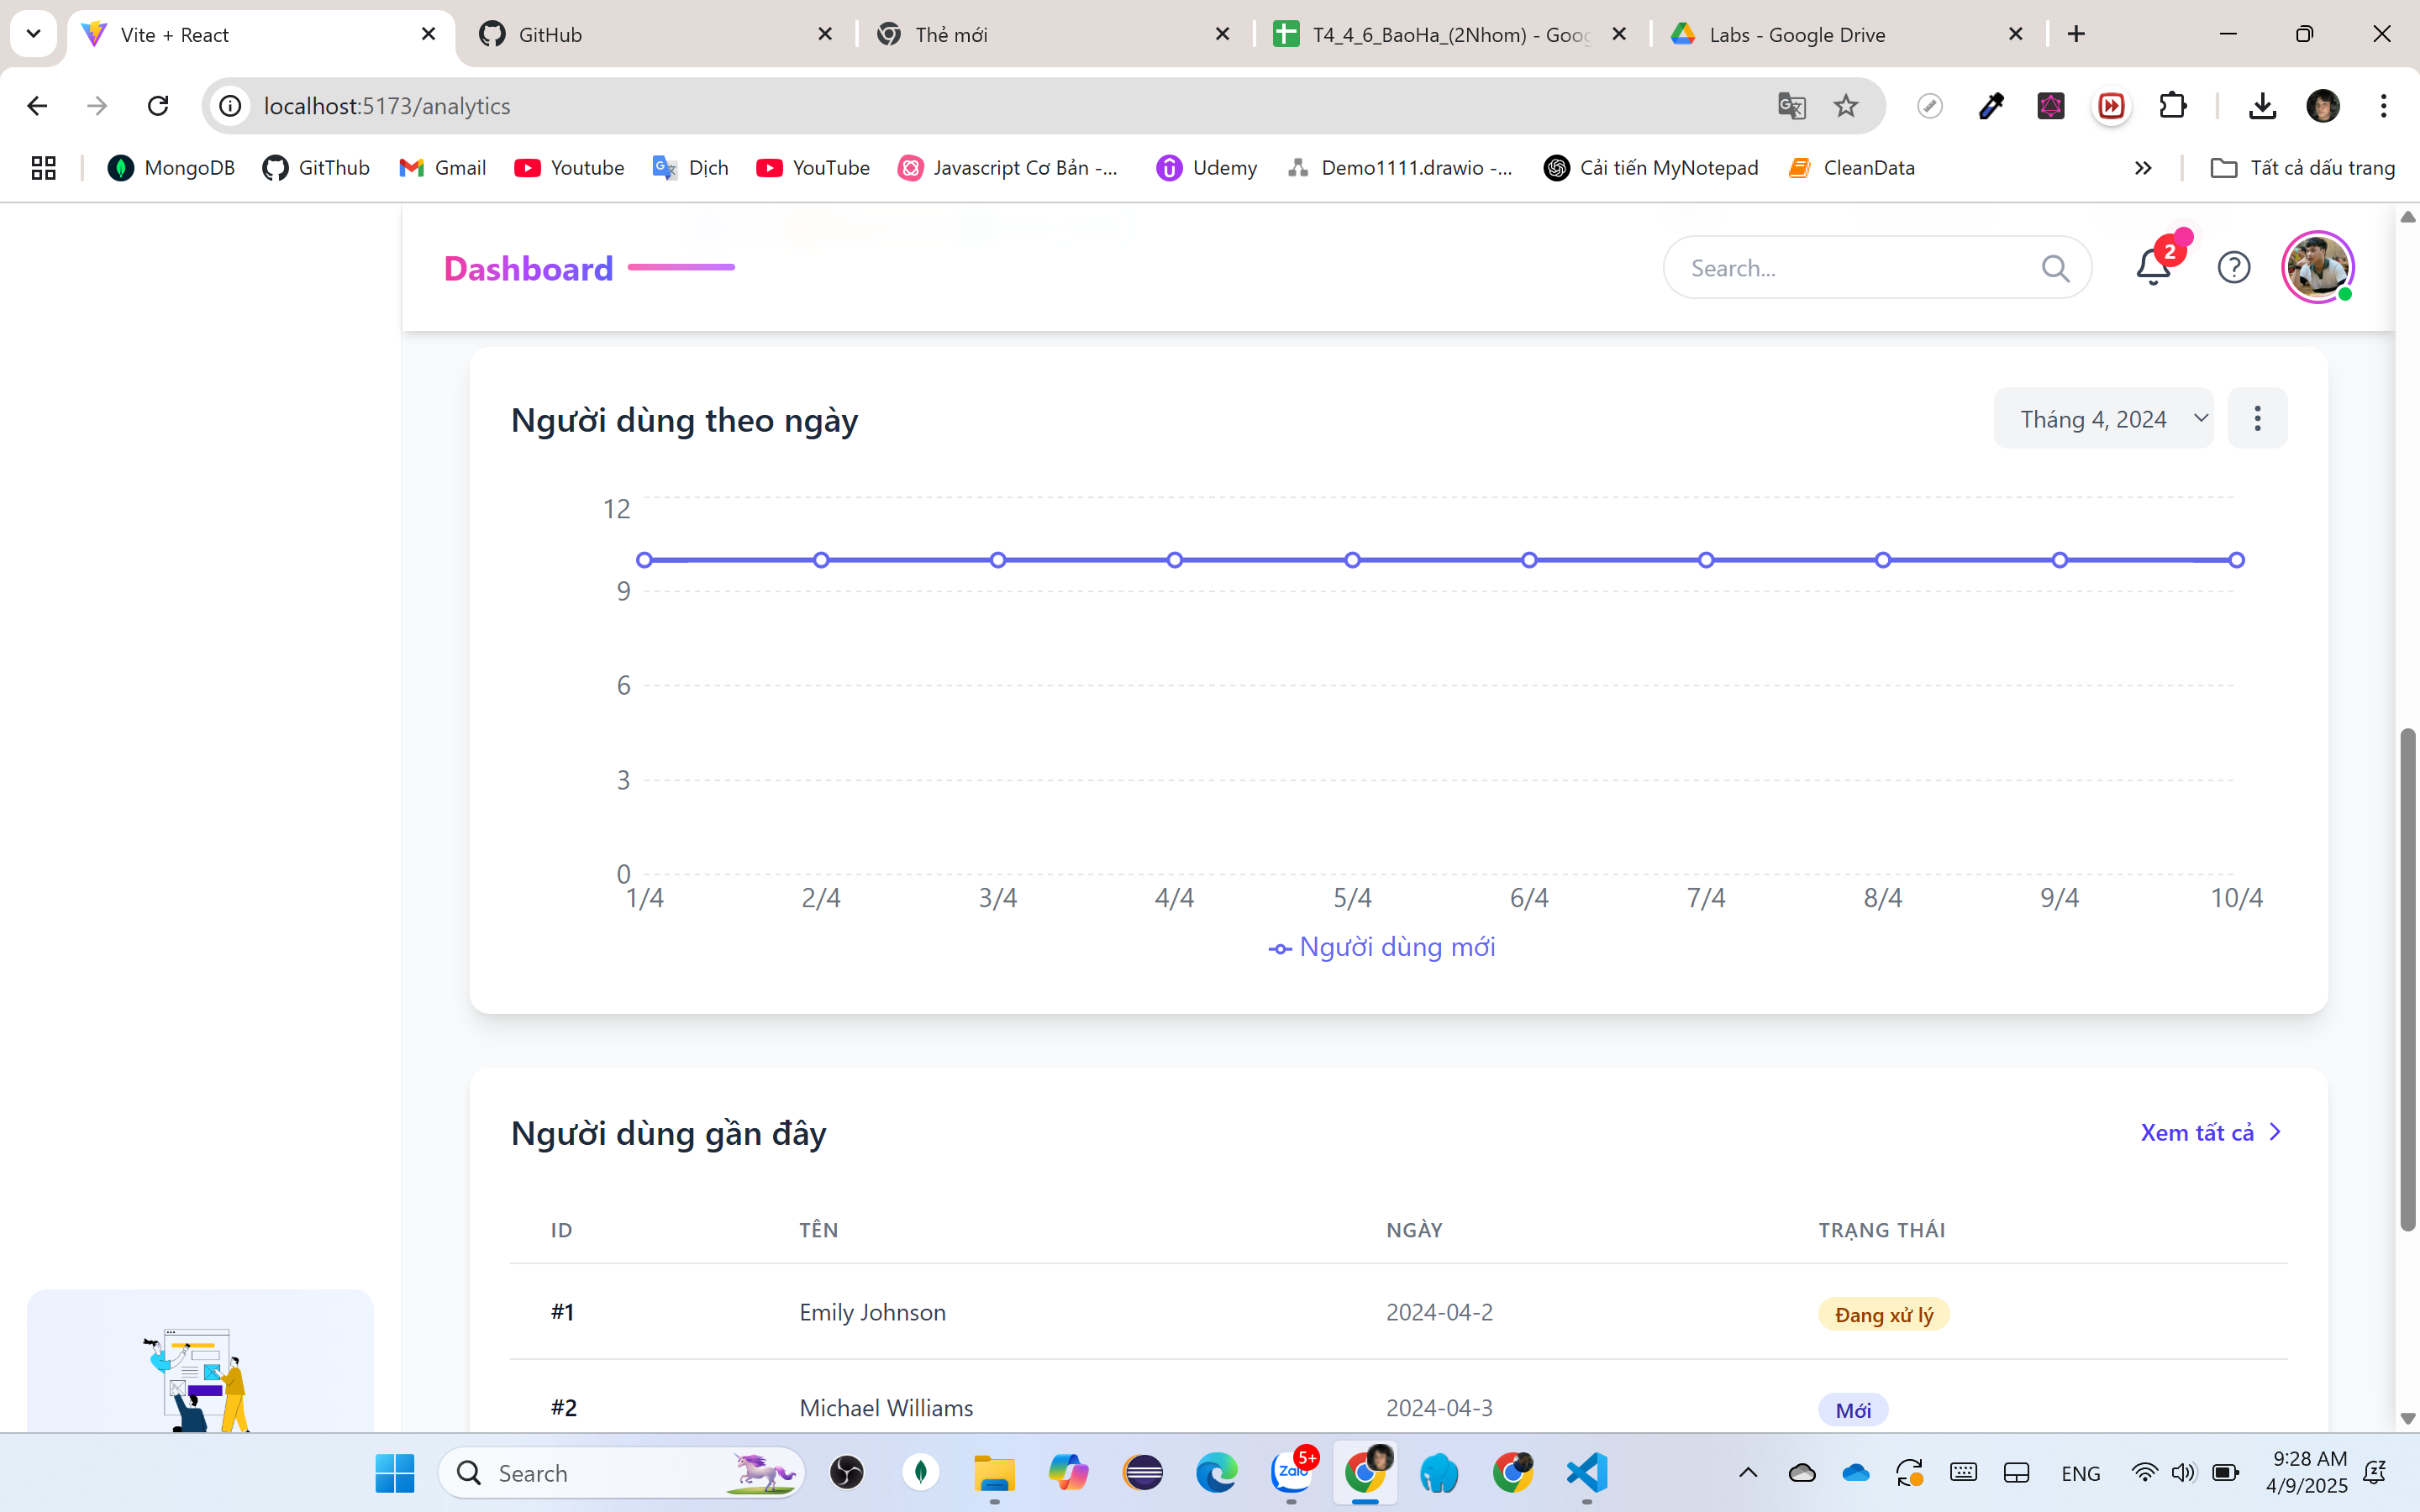 Vite + React
GitHub
Thẻ mới
T4_4_6_BaoHa_(2Nhom) - Goog
Labs - Google Drive
localhost:5173/analytics
MongoDB
GitThub
Gmail
Youtube
Dịch
YouTube
Javascript Cơ Bản -...
Udemy
Demo1111.drawio -...
Cải tiến MyNotepad
CleanData
Tất cả dấu trang
Dashboard
Search...
2
Người dùng theo ngày
Tháng 4, 2024
12
9
6
3
0
1/4 2/4 3/4 4/4 5/4 6/4 7/4 8/4 9/4 10/4
Người dùng mới
Người dùng gần đây
Xem tất cả
ID TÊN NGÀY TRẠNG THÁI
#1 Emily Johnson 2024-04-2 Đang xử lý
#2 Michael Williams 2024-04-3 Mới
Search
Zalo
5+
ENG
9:28 AM
4/9/2025